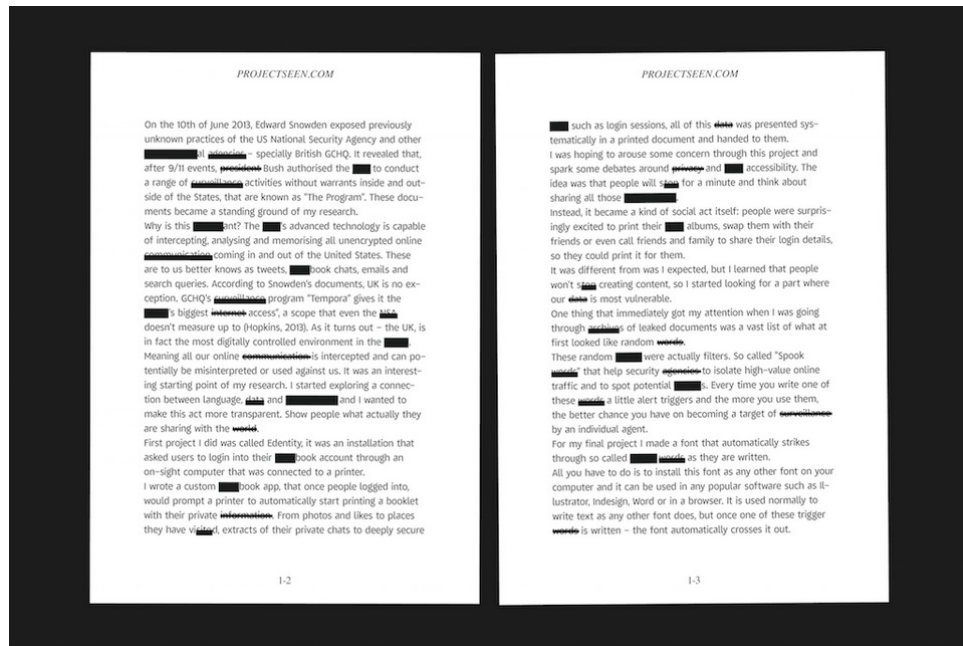 PROJECTSEEN.COM
On the 10th of June 2013, Edward Snowden exposed previously
unknown practices of the US National Security Agency and other
al agencies – specially British GCHQ. It revealed that,
after 9/11 events, president Bush authorised the to conduct
a range of surveillance activities without warrants inside and out-
side of the States, that are known as "The Program". These docu-
ments became a standing ground of my research.
Why is this ant? The 's advanced technology is capable
of intercepting, analysing and memorising all unencrypted online
communication coming in and out of the United States. These
are to us better knows as tweets, book chats, emails and
search queries. According to Snowden's documents, UK is no ex-
ception. GCHQ's surveillance program "Tempora" gives it the
's biggest internet access", a scope that even the NSA
doesn't measure up to (Hopkins, 2013). As it turns out – the UK, is
in fact the most digitally controlled environment in the .
Meaning all our online communication is intercepted and can po-
tentially be misinterpreted or used against us. It was an interest-
ing starting point of my research. I started exploring a connec-
tion between language, data and and I wanted to
make this act more transparent. Show people what actually they
are sharing with the world.
First project I did was called Edentity, it was an installation that
asked users to login into their book account through an
on-sight computer that was connected to a printer.
I wrote a custom book app, that once people logged into,
would prompt a printer to automatically start printing a booklet
with their private information. From photos and likes to places
they have visited, extracts of their private chats to deeply secure
1-2
PROJECTSEEN.COM
such as login sessions, all of this data was presented sys-
tematically in a printed document and handed to them.
I was hoping to arouse some concern through this project and
spark some debates around privacy and accessibility. The
idea was that people will stop for a minute and think about
sharing all those .
Instead, it became a kind of social act itself: people were surpris-
ingly excited to print their albums, swap them with their
friends or even call friends and family to share their login details,
so they could print it for them.
It was different from was I expected, but I learned that people
won't stop creating content, so I started looking for a part where
our data is most vulnerable.
One thing that immediately got my attention when I was going
through archives of leaked documents was a vast list of what at
first looked like random words.
These random were actually filters. So called "Spook
words" that help security agencies to isolate high-value online
traffic and to spot potential s. Every time you write one of
these words a little alert triggers and the more you use them,
the better chance you have on becoming a target of surveillance
by an individual agent.
For my final project I made a font that automatically strikes
through so called words as they are written.
All you have to do is to install this font as any other font on your
computer and it can be used in any popular software such as Il-
lustrator, Indesign, Word or in a browser. It is used normally to
write text as any other font does, but once one of these trigger
words is written – the font automatically crosses it out.
1-3